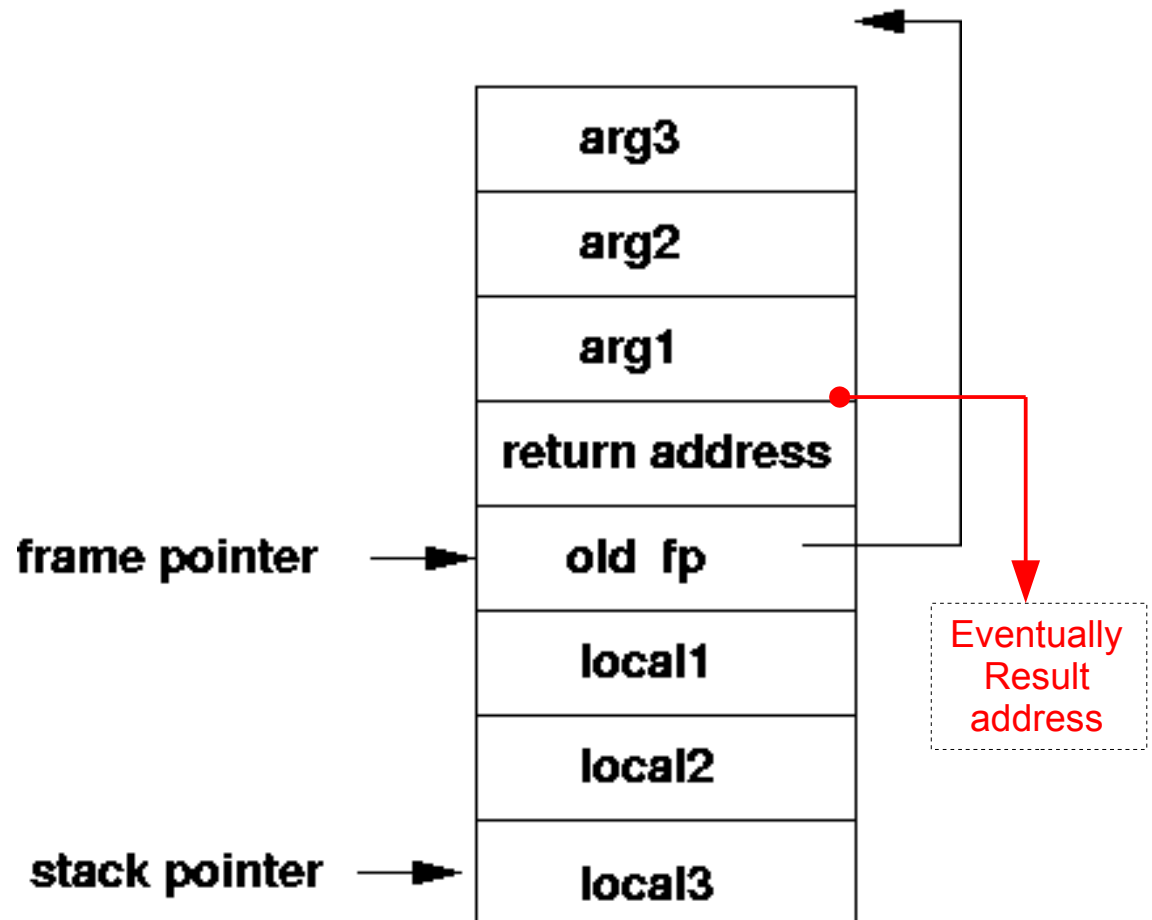 arg3
arg2
arg1
return address
frame pointer
old fp
Eventually
Result
address
local1
local2
stack pointer
local3